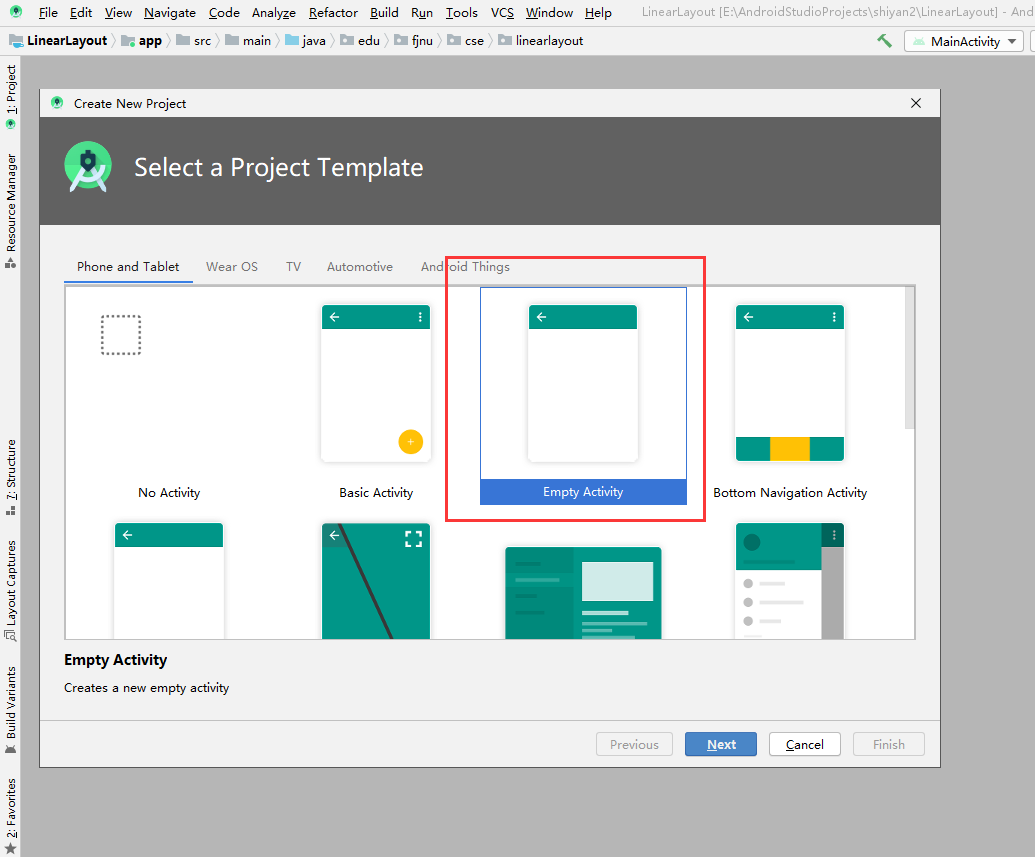 File Edit View Navigate Code Analyze Refactor Build Run Tools VCS Window Help LinearLayout [E:\AndroidStudioProjects\shiyan2\LinearLayout] - And
LinearLayout app src main java edu fjnu cse linearlayout MainActivity
1: Project
Resource Manager
7: Structure
Layout Captures
Build Variants
2: Favorites
Create New Project
Select a Project Template
Phone and Tablet Wear OS TV Automotive Android Things
No Activity Basic Activity Empty Activity Bottom Navigation Activity
Empty Activity
Creates a new empty activity
Previous Next Cancel Finish